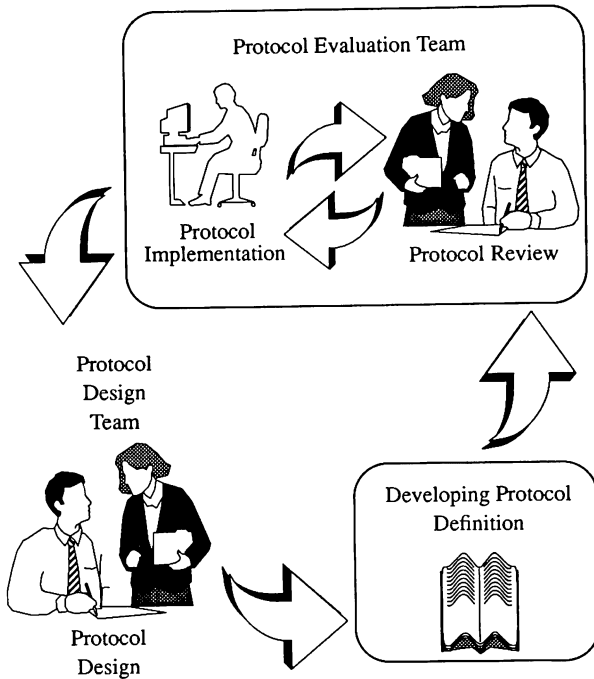 Protocol Evaluation Team
Protocol
Implementation
Protocol Review
Protocol
Design
Team
Developing Protocol
Definition
Protocol
Design